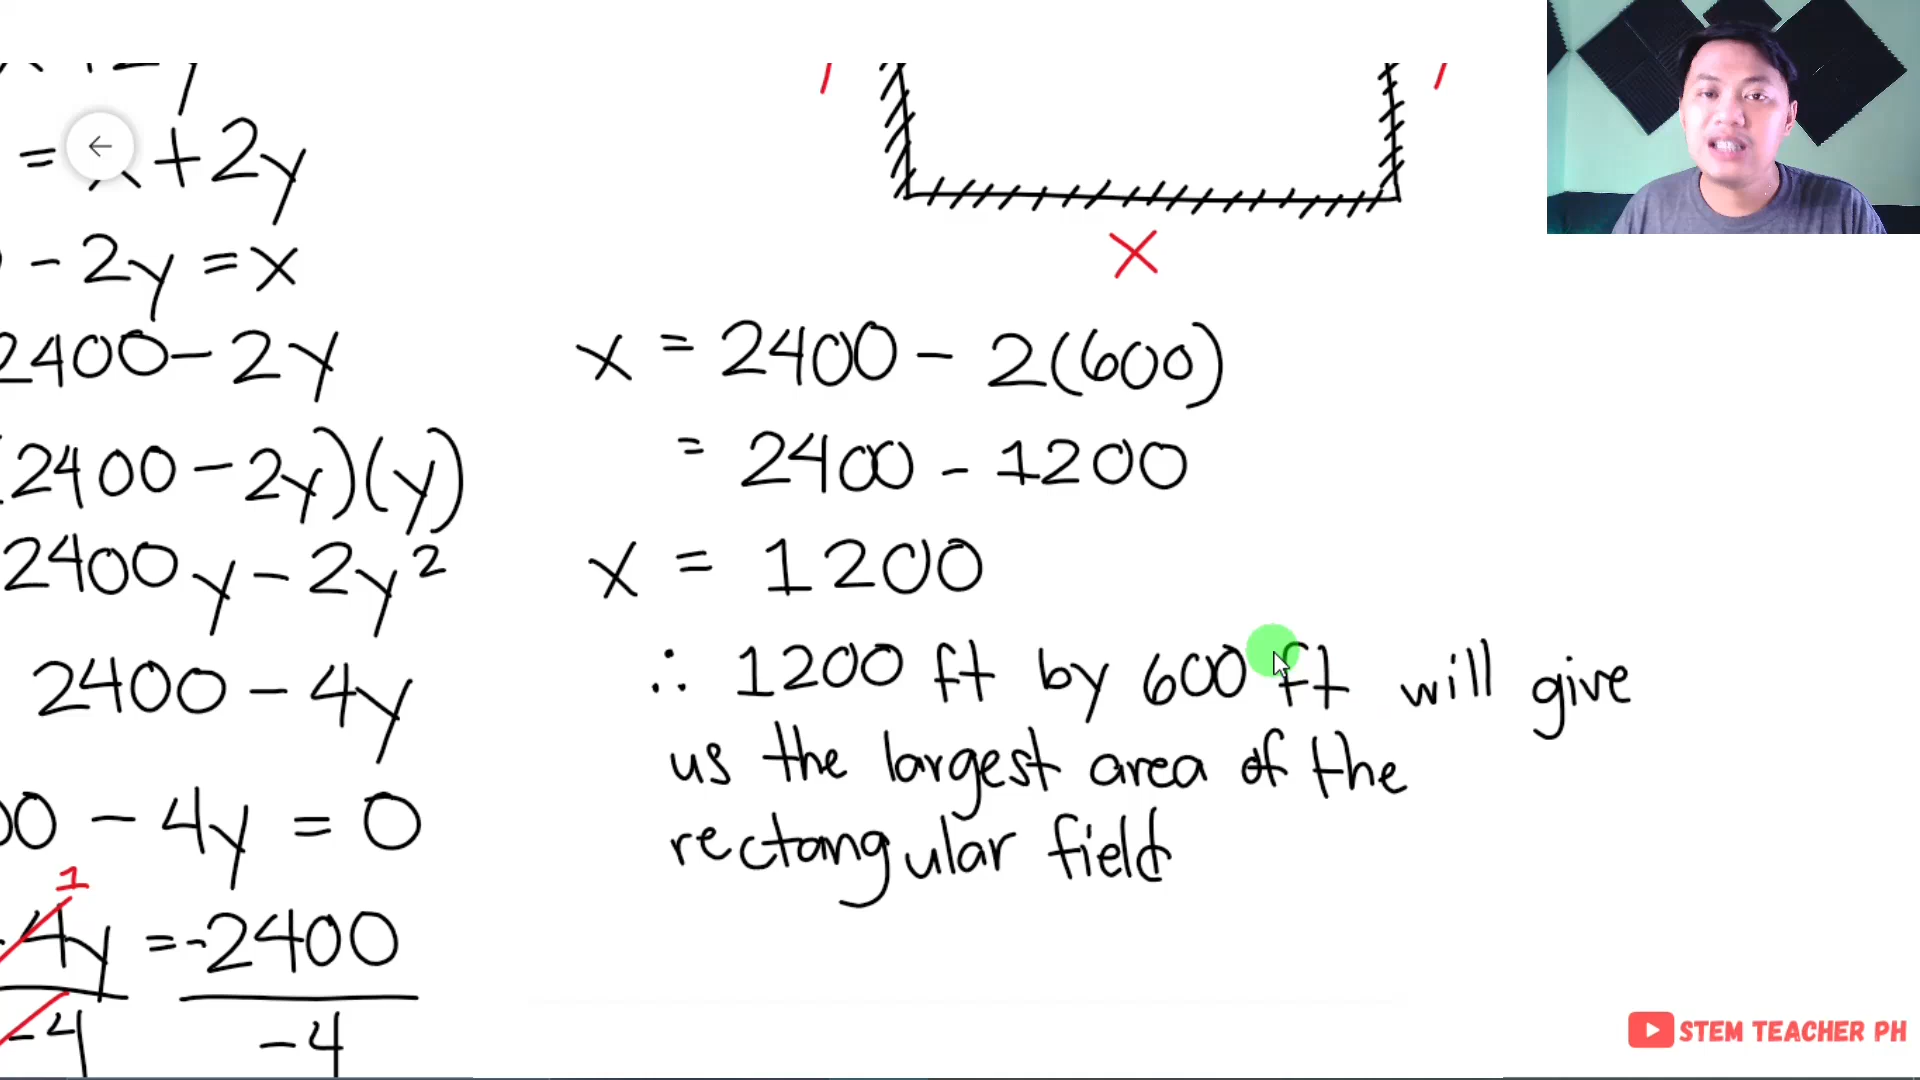 = x+2y
- 2y = x
2400 - 2y
(2400 - 2y)(y)
2400y - 2y²
2400 - 4y
00 - 4y = 0
1
-4y = -2400
-4 -4
x
x = 2400 - 2(600)
= 2400 - 1200
x = 1200
∴ 1200 ft by 600 ft will give
us the largest area of the
rectangular field
STEM TEACHER PH